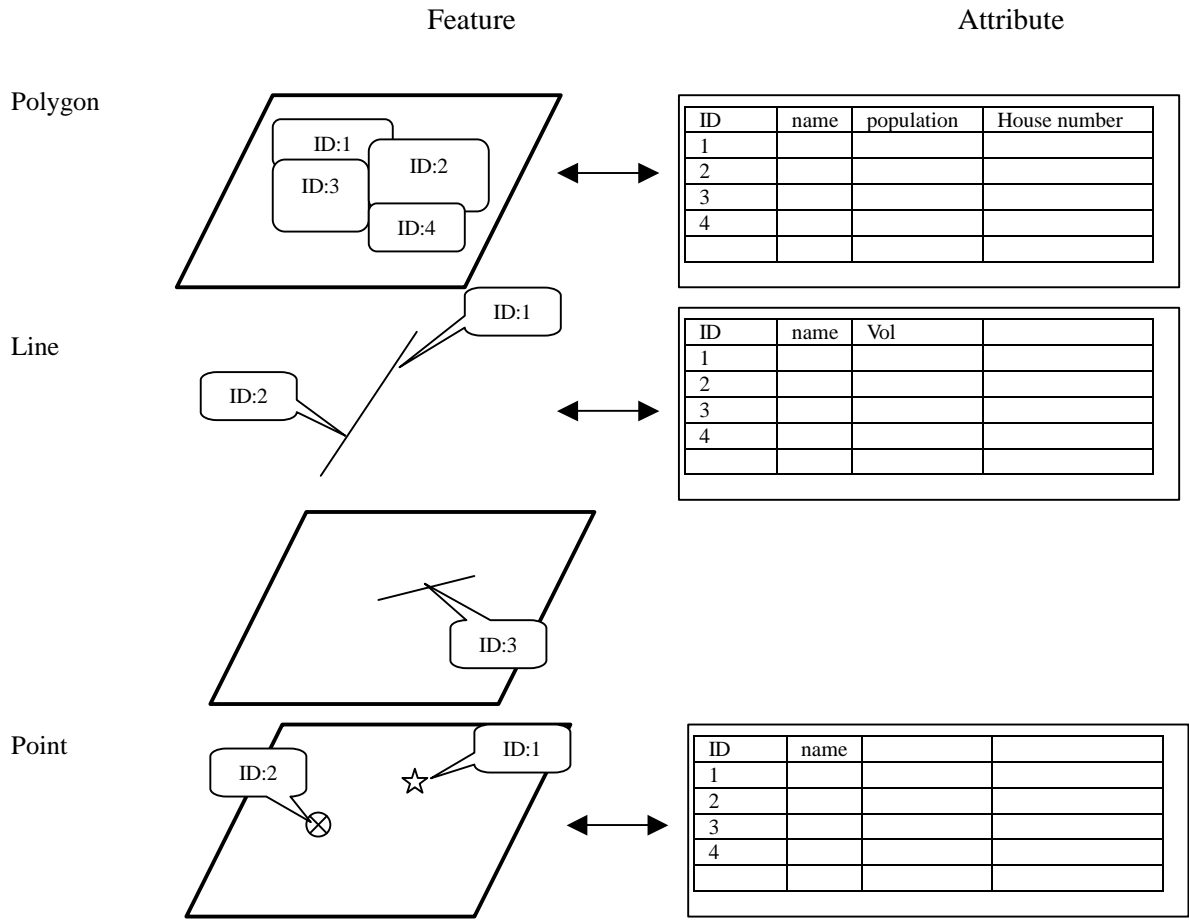 Feature Attribute
Polygon
ID:1
ID:2
ID:3
ID:4
ID name population House number
1
2
3
4
Line
ID:1
ID:2
ID name Vol
1
2
3
4
ID:3
Point
ID:1
ID:2
ID name
1
2
3
4